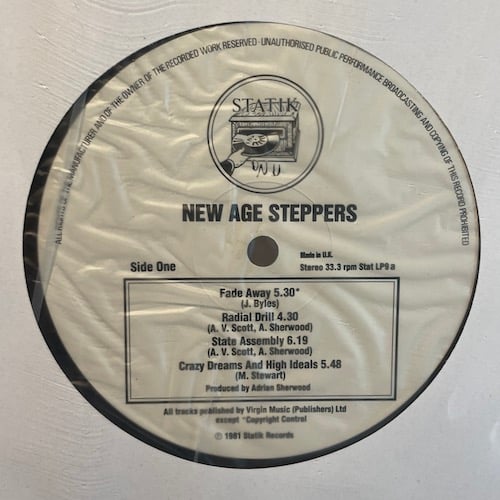 ALL RIGHTS OF THE MANUFACTURER AND OF THE OWNER OF THE RECORDED WORK RESERVED · UNAUTHORISED PUBLIC PERFORMANCE BROADCASTING AND COPYING OF THIS RECORD PROHIBITED
STATIK
ON U
NEW AGE STEPPERS
Made in U.K.
Side One
Stereo 33.3 rpm Stat LP9 a
Fade Away 5.30*
(J. Byles)
Radial Drill 4.30
(A. V. Scott, A. Sherwood)
State Assembly 6.19
(A. V. Scott, A. Sherwood)
Crazy Dreams And High Ideals 5.48
(M. Stewart)
Produced by Adrian Sherwood
All tracks published by Virgin Music (Publishers) Ltd
except *Copyright Control
℗ 1981 Statik Records